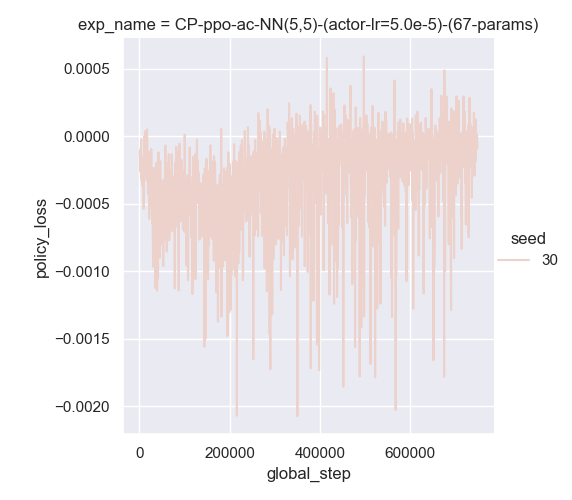 exp_name = CP-ppo-ac-NN(5,5)-(actor-lr=5.0e-5)-(67-params)
0.0005
0.0000
−0.0005
−0.0010
−0.0015
−0.0020
policy_loss
0
200000
400000
600000
global_step
seed
30